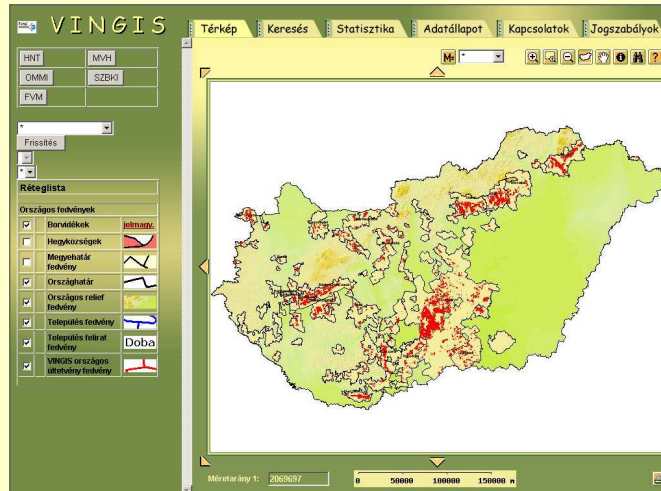 VINGIS
Térkép Keresés Statisztika Adatállapot Kapcsolatok Jogszabályok
HNT MVH
OMMI SZBKI
FVM
M= * ?
*
Frissítés
*
Réteglista
Országos fedvények
Borvidékek jelmagy.
Hegyközségek
Megyehatár
fedvény
Országhatár
Országos relief
fedvény
Település fedvény
Település felirat
fedvény Doba
VINGIS országos
ültetvény fedvény
Méretarány 1: 2069697
0 50000 100000 150000 m